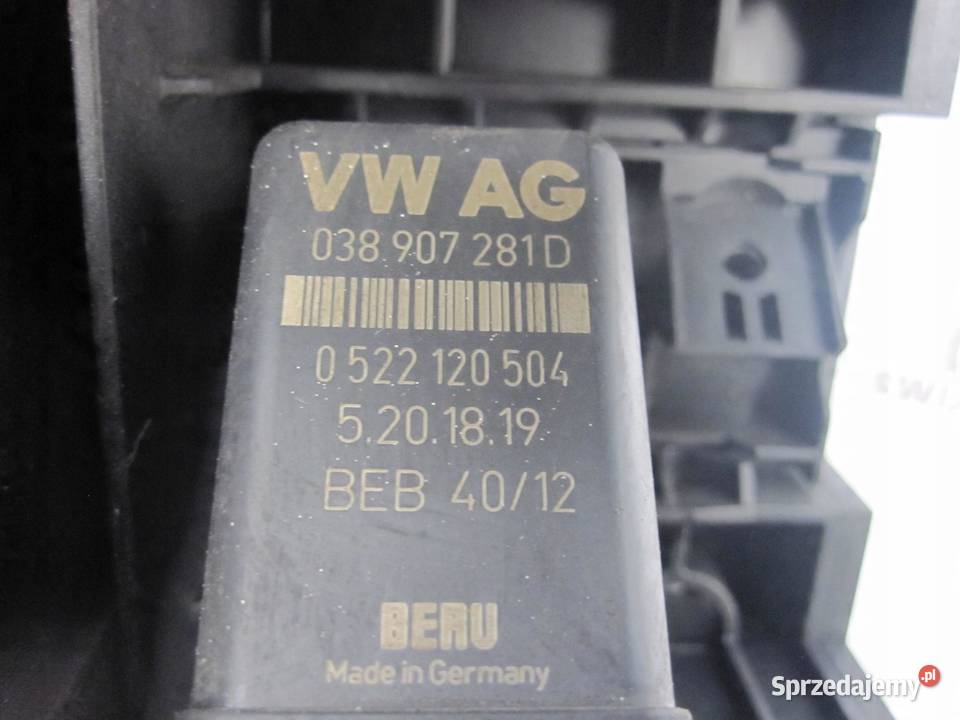 VW AG
038 907 281D
0 522 120 504
5.20.18.19
BEB 40/12
BERU
Made in Germany
Sprzedajemy.pl